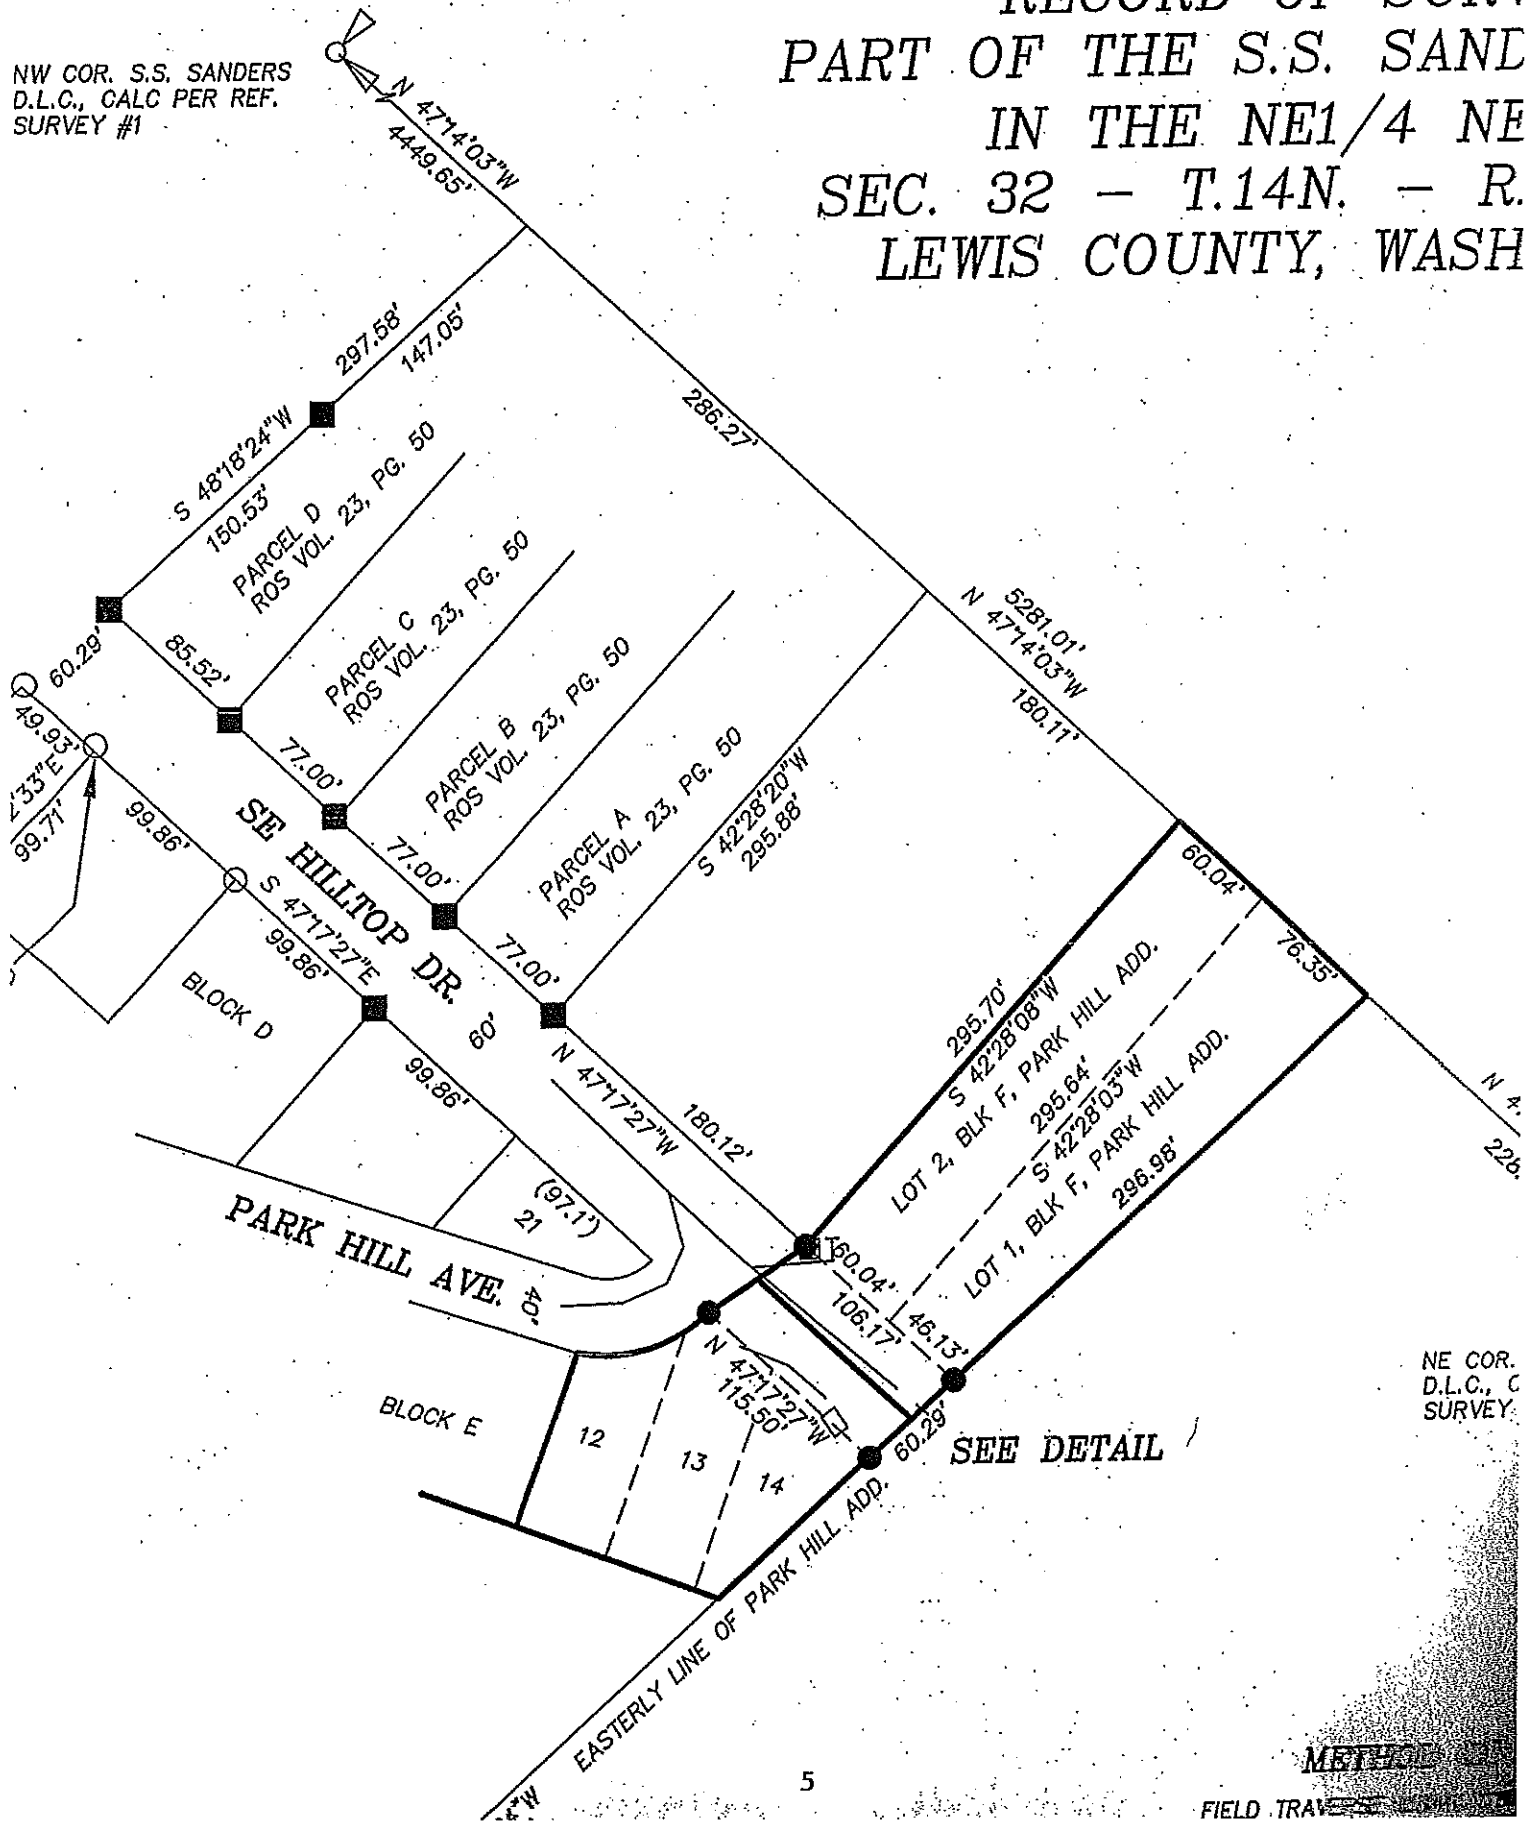 PART OF THE S.S. SAND
IN THE NE1/4 NE
SEC. 32 - T.14N. - R.
LEWIS COUNTY, WASH
NW COR. S.S. SANDERS
D.L.C., CALC PER REF.
SURVEY #1
N 47°14'03"W
4449.65'
297.58'
147.05'
286.27'
S 48°18'24"W
150.53'
PARCEL D
ROS VOL. 23, PG. 50
60.29'
85.52'
PARCEL C
ROS VOL. 23, PG. 50
5281.01'
N 47°14'03"W
180.11'
49.93'
2'33"E
99.71'
77.00'
PARCEL B
ROS VOL. 23, PG. 50
99.86'
SE HILLTOP DR.
60'
77.00'
PARCEL A
ROS VOL. 23, PG. 50
S 42°28'20"W
295.88'
S 47°17'27"E
99.86'
77.00'
60.04'
76.35'
BLOCK D
99.86'
N 47°17'27"W
180.12'
295.70'
S 42°28'08"W
LOT 2, BLK F, PARK HILL ADD.
295.64'
S 42°28'03"W
LOT 1, BLK F, PARK HILL ADD.
296.98'
N 4
228.
(97.1')
21
PARK HILL AVE.
40'
60.04'
106.17'
46.13'
N 47°17'27"W
115.50'
NE COR.
D.L.C., C
SURVEY
BLOCK E
12
13
14
60.29'
SEE DETAIL
EASTERLY LINE OF PARK HILL ADD.
"W
5
FIELD TRA